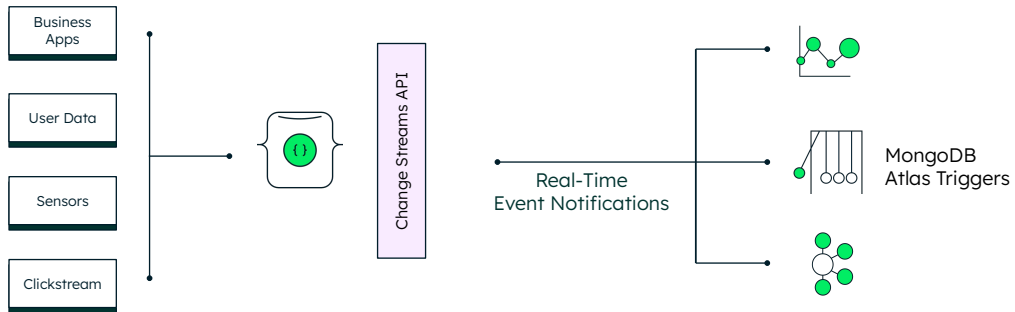 Business
Apps
User Data
Sensors
Clickstream
{ }
Change Streams API
Real-Time
Event Notifications
MongoDB
Atlas Triggers